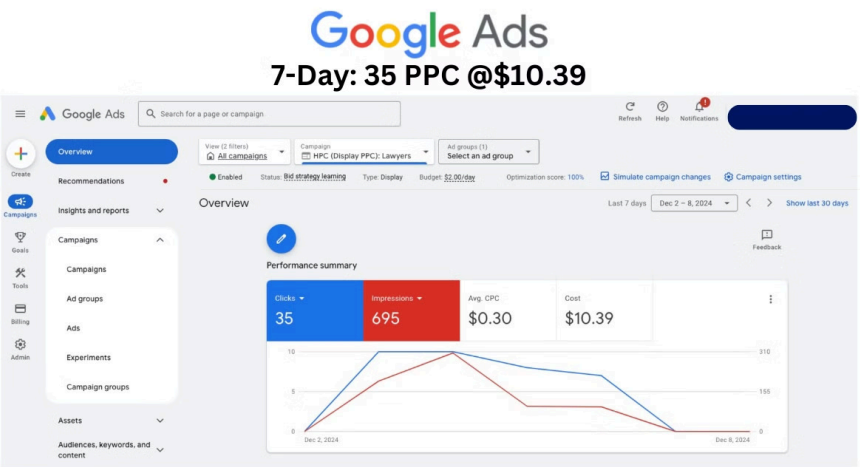 Google Ads
7-Day: 35 PPC @$10.39
Google Ads
Search for a page or campaign
Refresh
Help
Notifications
Create
Campaigns
Goals
Tools
Billing
Admin
Overview
Recommendations
Insights and reports
Campaigns
Campaigns
Ad groups
Ads
Experiments
Campaign groups
Assets
Audiences, keywords, and
content
View (2 filters)
All campaigns
Campaign
HPC (Display PPC): Lawyers
Ad groups (1)
Select an ad group
Enabled Status: Bid strategy learning Type: Display Budget: $2.00/day Optimization score: 100% Simulate campaign changes Campaign settings
Overview
Last 7 days Dec 2 – 8, 2024 Show last 30 days
Feedback
Performance summary
Clicks
35
Impressions
695
Avg. CPC
$0.30
Cost
$10.39
10 310
5 155
0 0
Dec 2, 2024 Dec 8, 2024